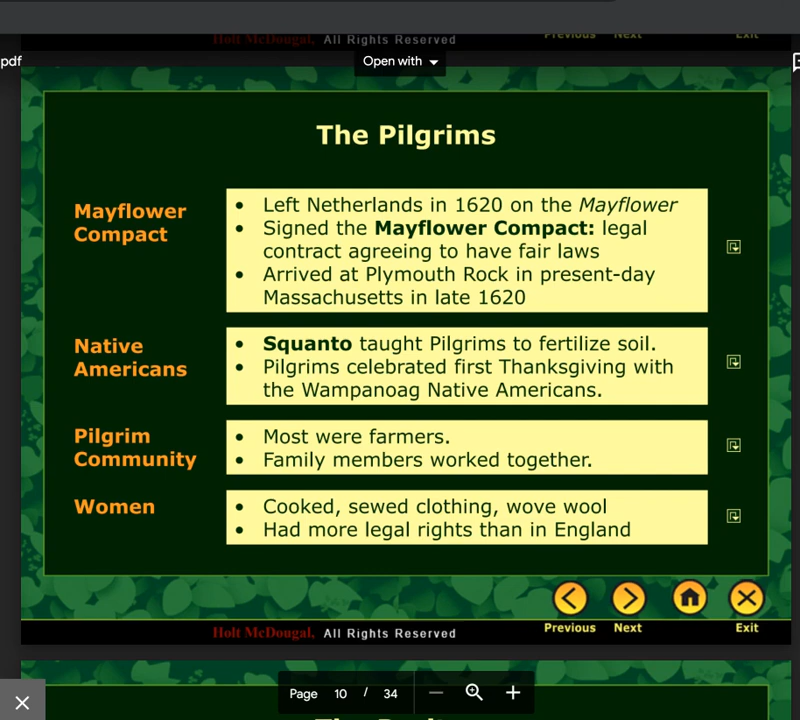 Holt McDougal, All Rights Reserved
Previous Next Exit
pdf
Open with
The Pilgrims
Mayflower
Compact
• Left Netherlands in 1620 on the Mayflower
• Signed the Mayflower Compact: legal
contract agreeing to have fair laws
• Arrived at Plymouth Rock in present-day
Massachusetts in late 1620
Native
Americans
• Squanto taught Pilgrims to fertilize soil.
• Pilgrims celebrated first Thanksgiving with
the Wampanoag Native Americans.
Pilgrim
Community
• Most were farmers.
• Family members worked together.
Women
• Cooked, sewed clothing, wove wool
• Had more legal rights than in England
Previous Next Exit
Holt McDougal, All Rights Reserved
Page 10 / 34